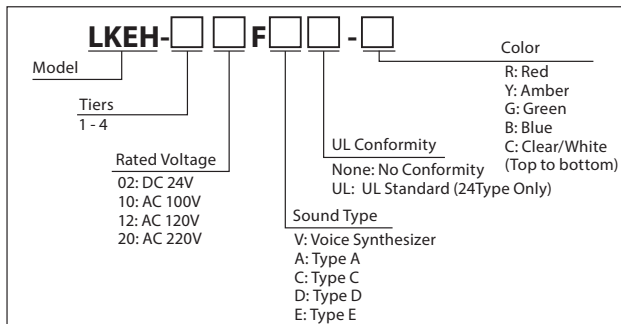 LKEH-□ □ F □ □ - □
Model
Tiers
1 - 4
Rated Voltage
02: DC 24V
10: AC 100V
12: AC 120V
20: AC 220V
Sound Type
V: Voice Synthesizer
A: Type A
C: Type C
D: Type D
E: Type E
UL Conformity
None: No Conformity
UL: UL Standard (24Type Only)
Color
R: Red
Y: Amber
G: Green
B: Blue
C: Clear/White
(Top to bottom)